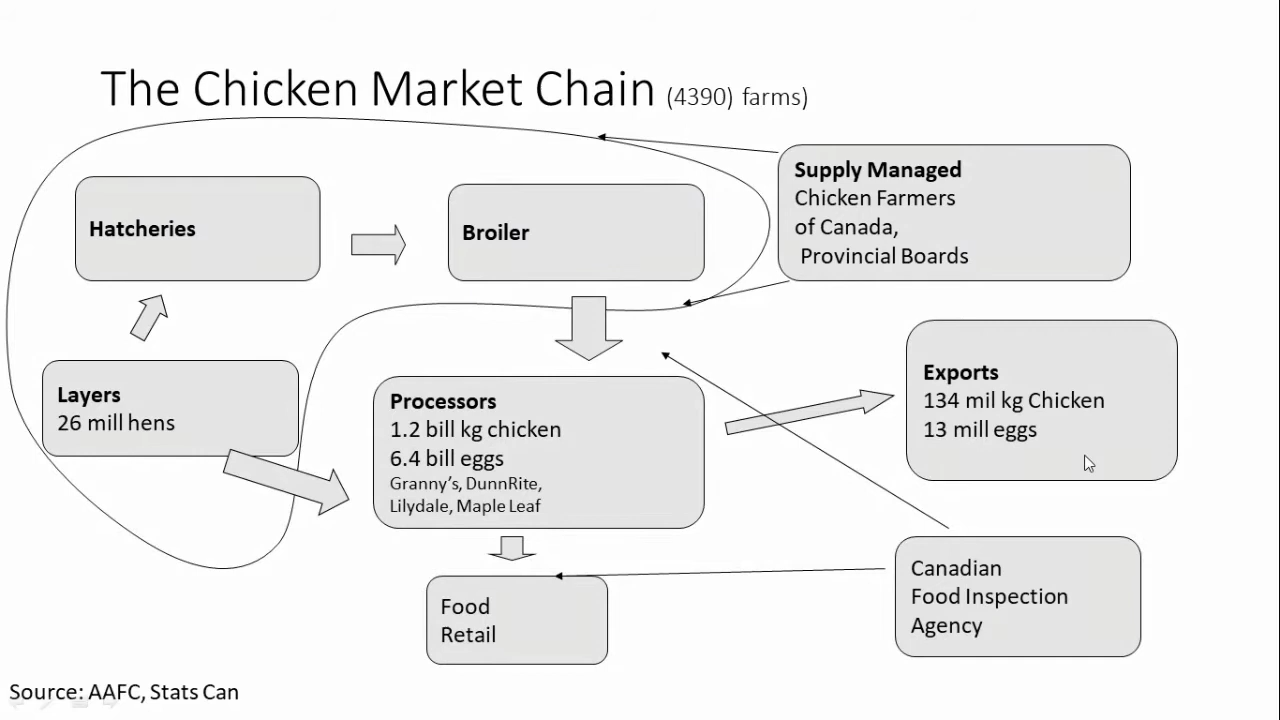 The Chicken Market Chain (4390) farms)
Supply Managed
Chicken Farmers
of Canada,
Provincial Boards
Hatcheries
Broiler
Layers
26 mill hens
Processors
1.2 bill kg chicken
6.4 bill eggs
Granny's, DunnRite,
Lilydale, Maple Leaf
Exports
134 mil kg Chicken
13 mill eggs
Food
Retail
Canadian
Food Inspection
Agency
Source: AAFC, Stats Can